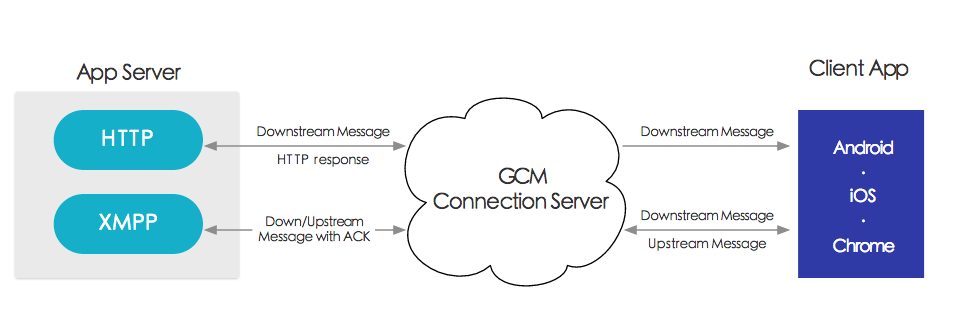 App Server
HTTP
XMPP
Downstream Message
HTTP response
Down/Upstream
Message with ACK
GCM
Connection Server
Downstream Message
Downstream Message
Upstream Message
Client App
Android
·
iOS
·
Chrome